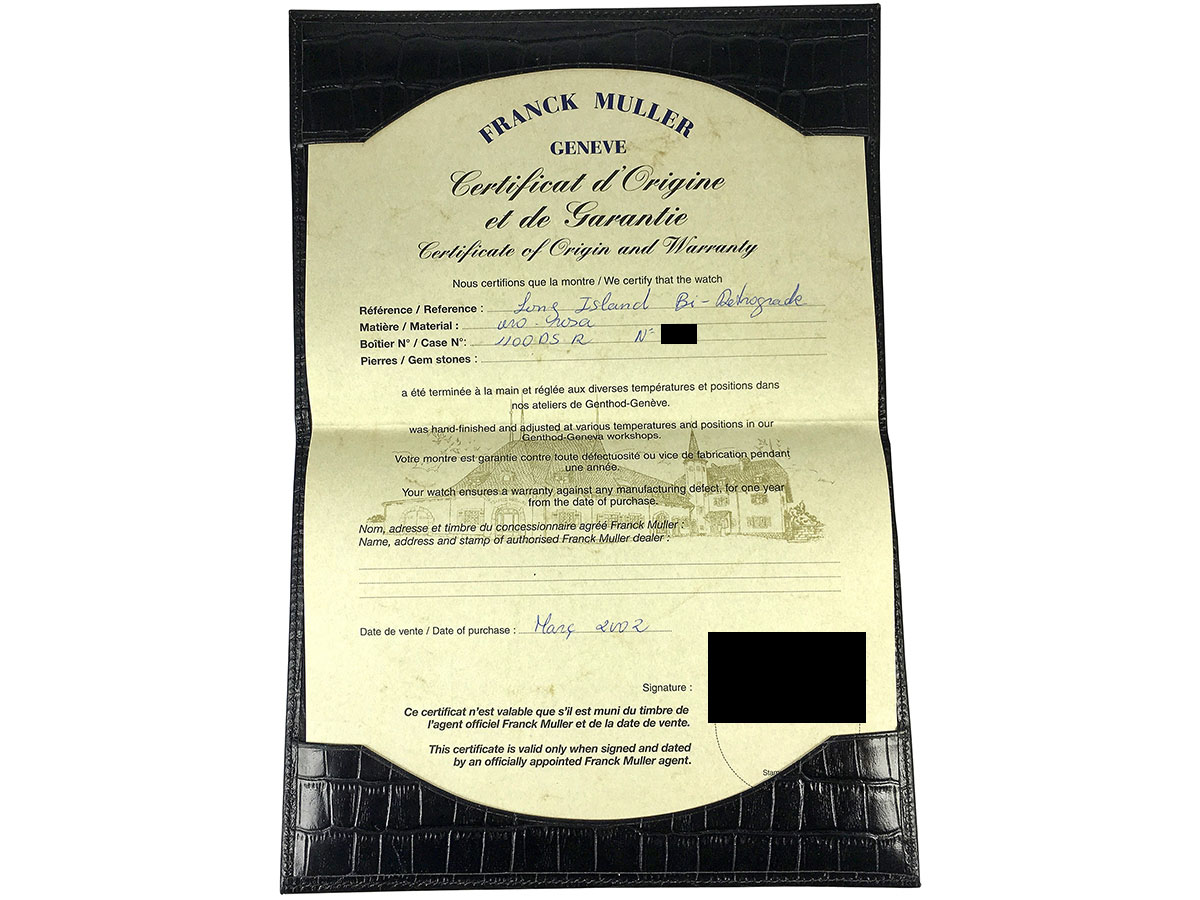 FRANCK MULLER
GENEVE
Certificat d'Origine
et de Garantie
Certificate of Origin and Warranty
Nous certifions que la montre / We certify that the watch
Référence / Reference : Long Island Bi-Retrograde
Matière / Material : oro rosa
Boîtier N° / Case N°: 1100 DS R N°
Pierres / Gem stones :
a été terminée à la main et réglée aux diverses températures et positions dans
nos ateliers de Genthod-Genève.
was hand-finished and adjusted at various temperatures and positions in our
Genthod-Geneva workshops.
Votre montre est garantie contre toute défectuosité ou vice de fabrication pendant
une année.
Your watch ensures a warranty against any manufacturing defect, for one year
from the date of purchase.
Nom, adresse et timbre du concessionnaire agréé Franck Muller :
Name, address and stamp of authorised Franck Muller dealer :
Date de vente / Date of purchase : Març 2002
Signature :
Ce certificat n'est valable que s'il est muni du timbre de
l'agent officiel Franck Muller et de la date de vente.
This certificate is valid only when signed and dated
by an officially appointed Franck Muller agent.